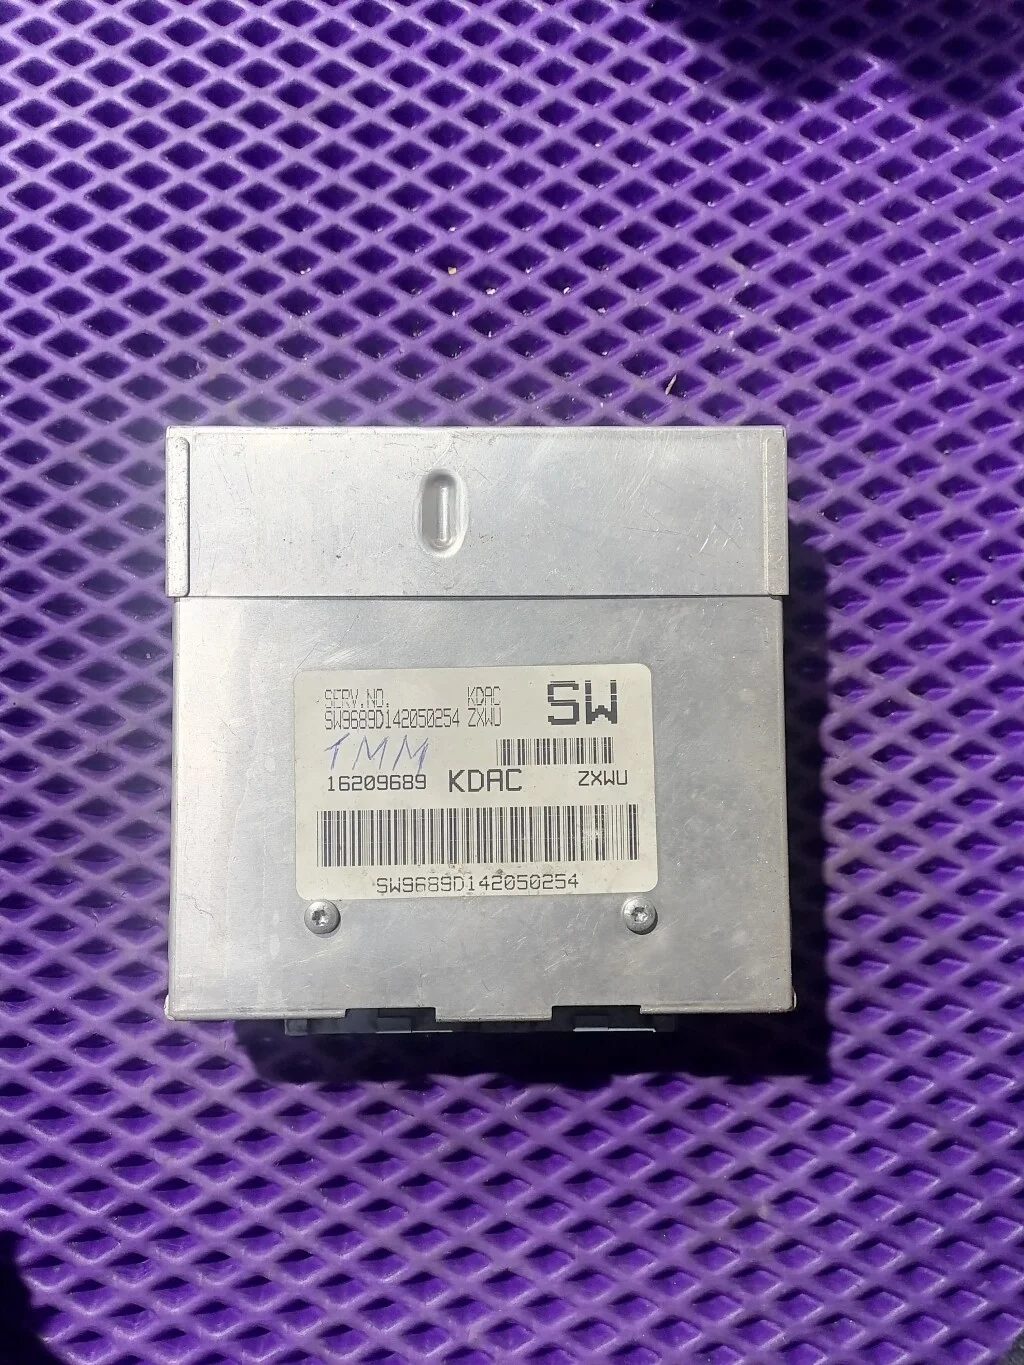 SERV.NO. KDAC SW
SW9689D142050254 ZXWU
TMM
16209689 KDAC ZXWU
SW9689D142050254